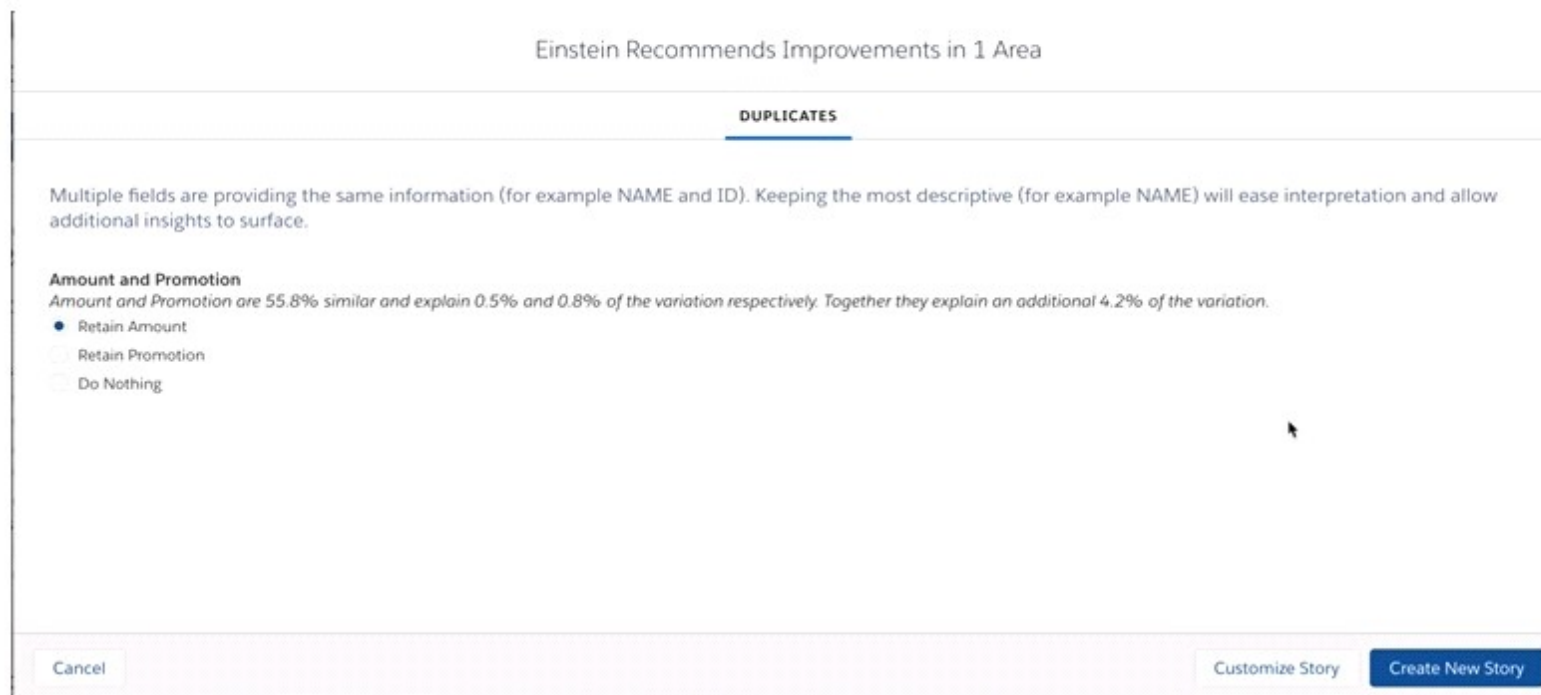 Einstein Recommends Improvements in 1 Area
DUPLICATES
Multiple fields are providing the same information (for example NAME and ID). Keeping the most descriptive (for example NAME) will ease interpretation and allow
additional insights to surface.
Amount and Promotion
Amount and Promotion are 55.8% similar and explain 0.5% and 0.8% of the variation respectively. Together they explain an additional 4.2% of the variation.
Retain Amount
Retain Promotion
Do Nothing
Cancel
Customize Story
Create New Story